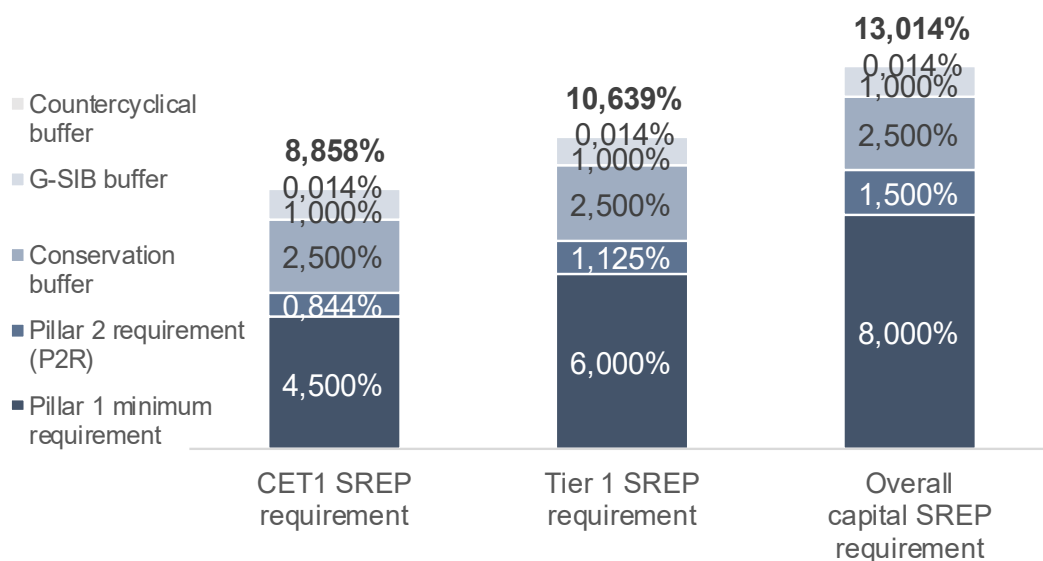 Countercyclical
buffer
G-SIB buffer
Conservation
buffer
Pillar 2 requirement
(P2R)
Pillar 1 minimum
requirement
8,858%
0,014%
1,000%
2,500%
0,844%
4,500%
CET1 SREP
requirement
10,639%
0,014%
1,000%
2,500%
1,125%
6,000%
Tier 1 SREP
requirement
13,014%
0,014%
1,000%
2,500%
1,500%
8,000%
Overall
capital SREP
requirement